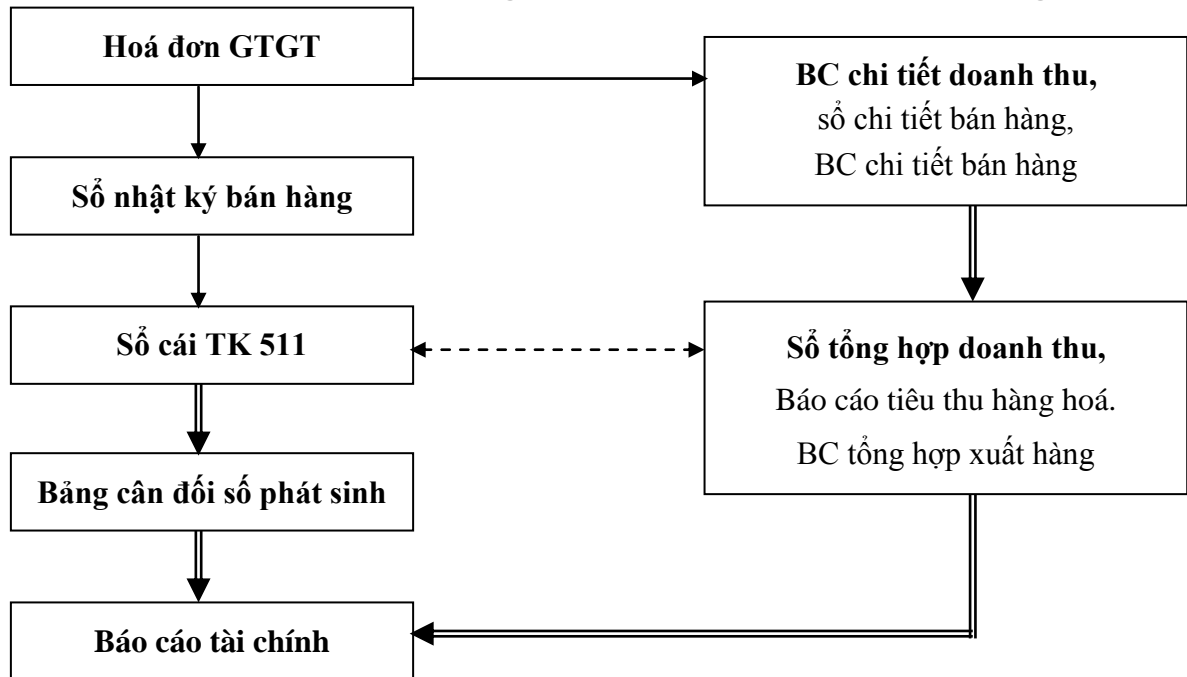 Hoá đơn GTGT
Sổ nhật ký bán hàng
Sổ cái TK 511
Bảng cân đối số phát sinh
Báo cáo tài chính
BC chi tiết doanh thu,
sổ chi tiết bán hàng,
BC chi tiết bán hàng
Sổ tổng hợp doanh thu,
Báo cáo tiêu thu hàng hoá.
BC tổng hợp xuất hàng